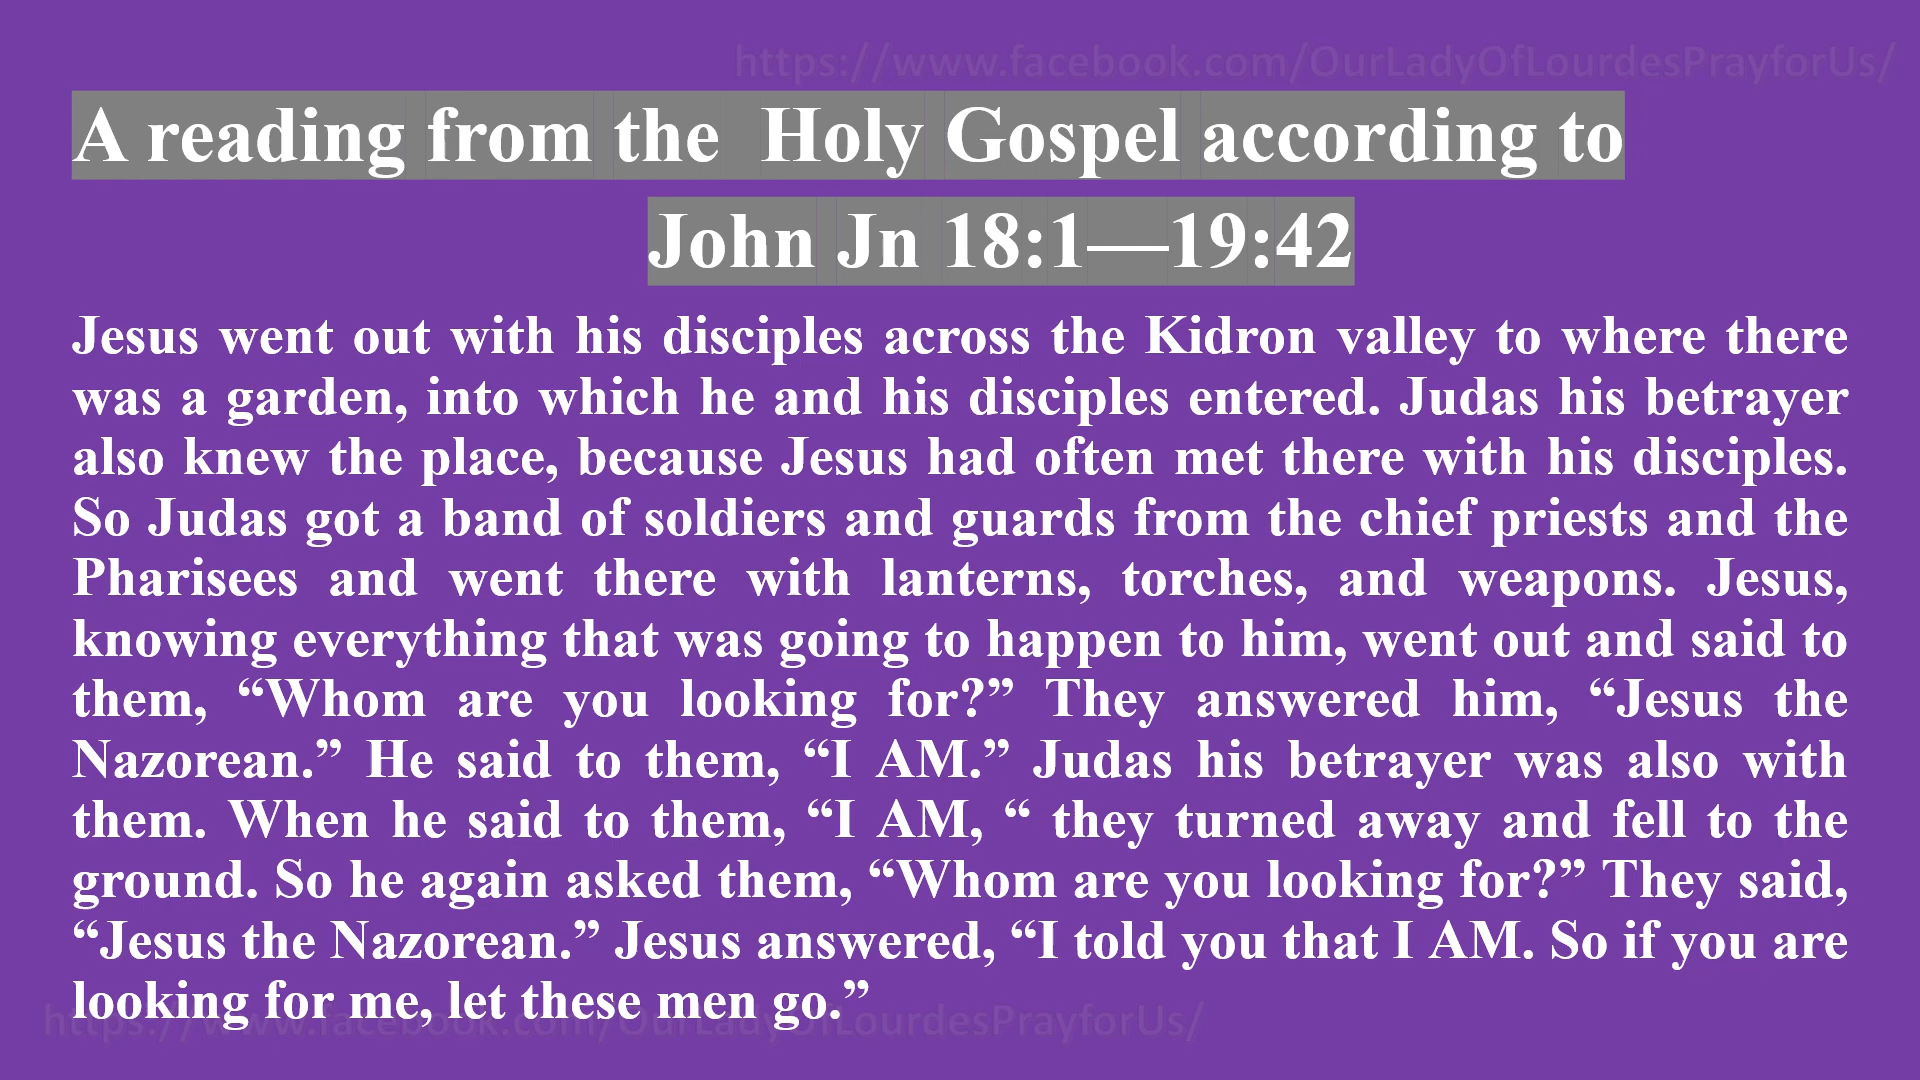 https://www.facebook.com/OurLadyOfLourdesPrayforUs/
A reading from the  Holy Gospel according to
John Jn 18:1—19:42
Jesus went out with his disciples across the Kidron valley to where there
was a garden, into which he and his disciples entered. Judas his betrayer
also knew the place, because Jesus had often met there with his disciples.
So Judas got a band of soldiers and guards from the chief priests and the
Pharisees and went there with lanterns, torches, and weapons. Jesus,
knowing everything that was going to happen to him, went out and said to
them, “Whom are you looking for?” They answered him, “Jesus the
Nazorean.” He said to them, “I AM.” Judas his betrayer was also with
them. When he said to them, “I AM, “ they turned away and fell to the
ground. So he again asked them, “Whom are you looking for?” They said,
“Jesus the Nazorean.” Jesus answered, “I told you that I AM. So if you are
looking for me, let these men go.”
https://www.facebook.com/OurLadyOfLourdesPrayforUs/